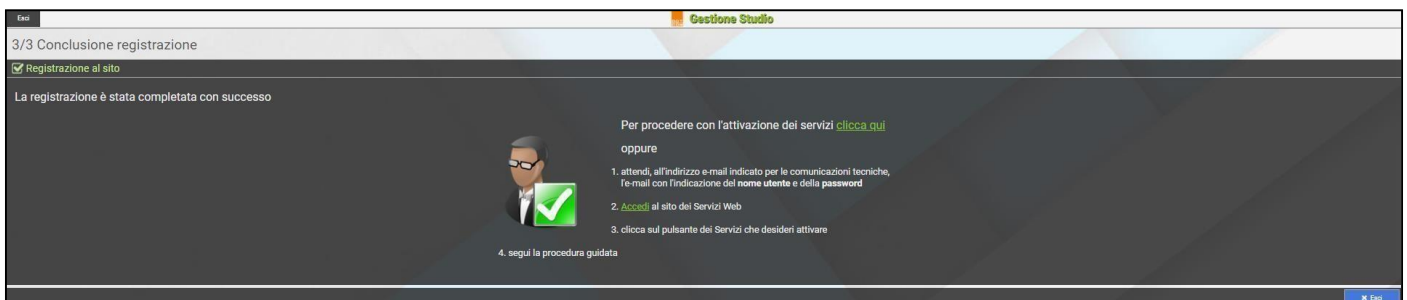 Esci
Gestione Studio
3/3 Conclusione registrazione
Registrazione al sito
La registrazione è stata completata con successo
Per procedere con l'attivazione dei servizi clicca qui
oppure
1. attendi, all'indirizzo e-mail indicato per le comunicazioni tecniche,
l'e-mail con l'indicazione del nome utente e della password
2. Accedi al sito dei Servizi Web
3. clicca sul pulsante dei Servizi che desideri attivare
4. segui la procedura guidata
Esci